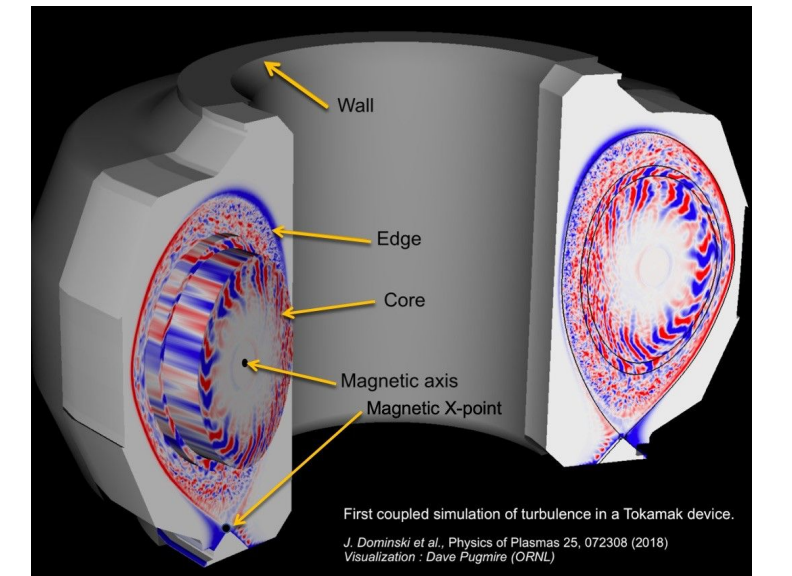 Wall
Edge
Core
Magnetic axis
Magnetic X-point
First coupled simulation of turbulence in a Tokamak device.
J. Dominski et al., Physics of Plasmas 25, 072308 (2018)
Visualization : Dave Pugmire (ORNL)